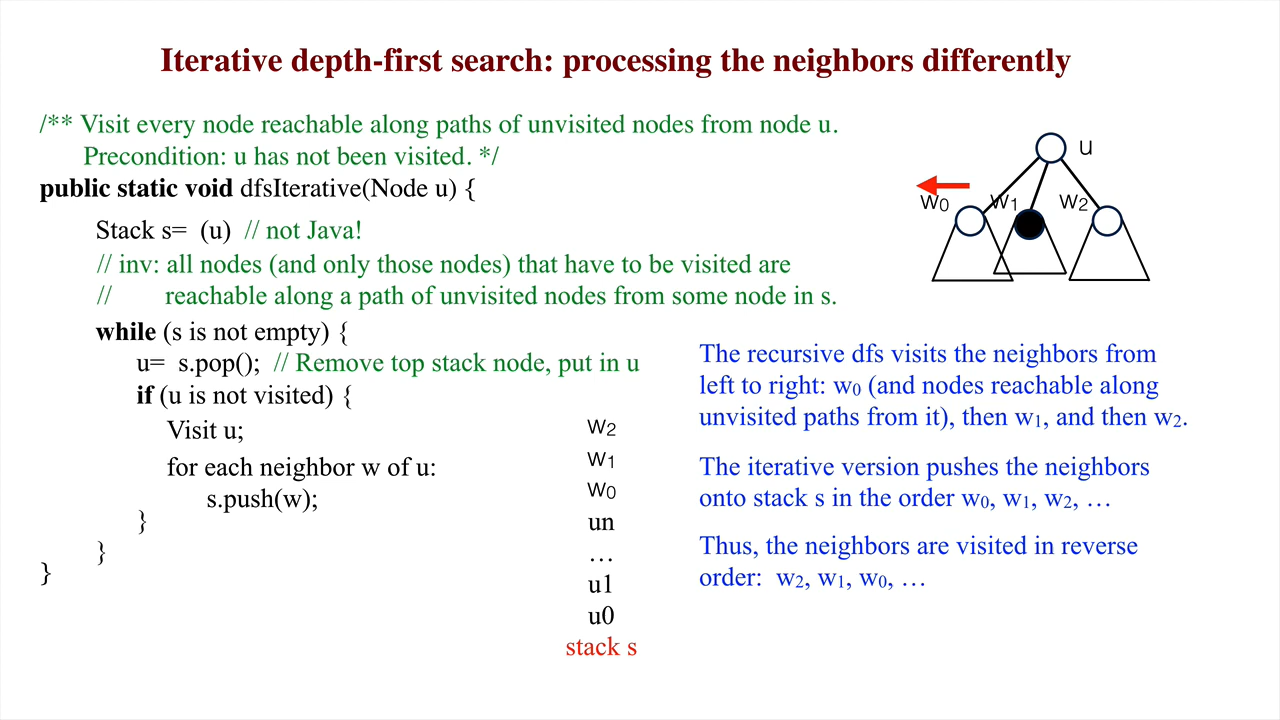 Iterative depth-first search: processing the neighbors differently
/** Visit every node reachable along paths of unvisited nodes from node u.
Precondition: u has not been visited. */
public static void dfsIterative(Node u) {
Stack s= (u) // not Java!
// inv: all nodes (and only those nodes) that have to be visited are
// reachable along a path of unvisited nodes from some node in s.
while (s is not empty) {
u= s.pop(); // Remove top stack node, put in u
if (u is not visited) {
Visit u;
for each neighbor w of u:
s.push(w);
}
}
}
w2
w1
w0
un
…
u1
u0
stack s
u
w0 w1 w2
The recursive dfs visits the neighbors from
left to right: w0 (and nodes reachable along
unvisited paths from it), then w1, and then w2.
The iterative version pushes the neighbors
onto stack s in the order w0, w1, w2, …
Thus, the neighbors are visited in reverse
order: w2, w1, w0, …